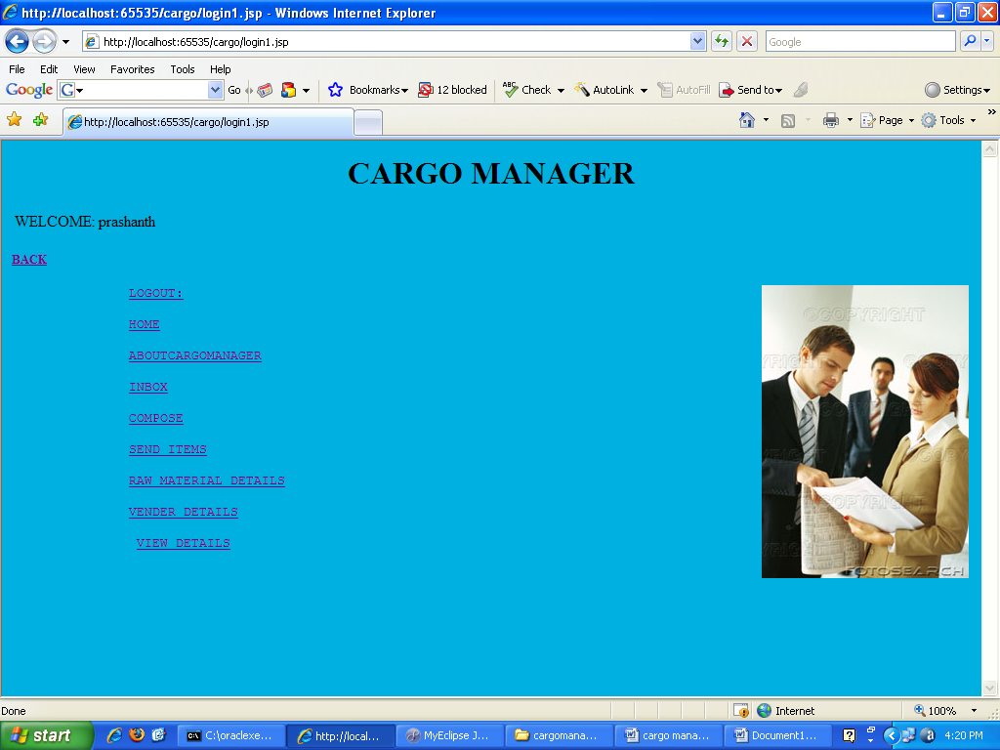 http://localhost:65535/cargo/login1.jsp - Windows Internet Explorer
http://localhost:65535/cargo/login1.jsp
Google
File Edit View Favorites Tools Help
Google G Go Bookmarks 12 blocked ABC Check AutoLink AutoFill Send to Settings
http://localhost:65535/cargo/login1.jsp Page Tools
CARGO MANAGER
WELCOME: prashanth
BACK
LOGOUT:
HOME
ABOUTCARGOMANAGER
INBOX
COMPOSE
SEND ITEMS
RAW MATERIAL DETAILS
VENDER DETAILS
VIEW DETAILS
©COPYRIGHT
COPYRIGHT
FOTOSEARCH
Done Internet 100%
start C:\oraclexe... http://local... MyEclipse J... cargomana... cargo mana... Document1... 4:20 PM